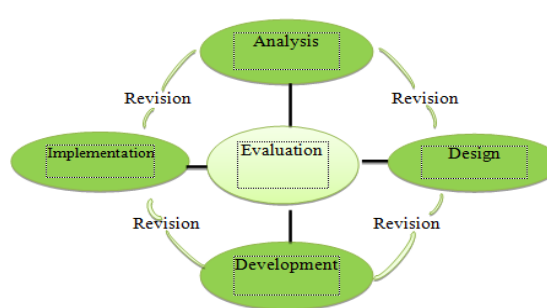 Analysis
Revision
Revision
Implementation
Evaluation
Design
Revision
Revision
Development